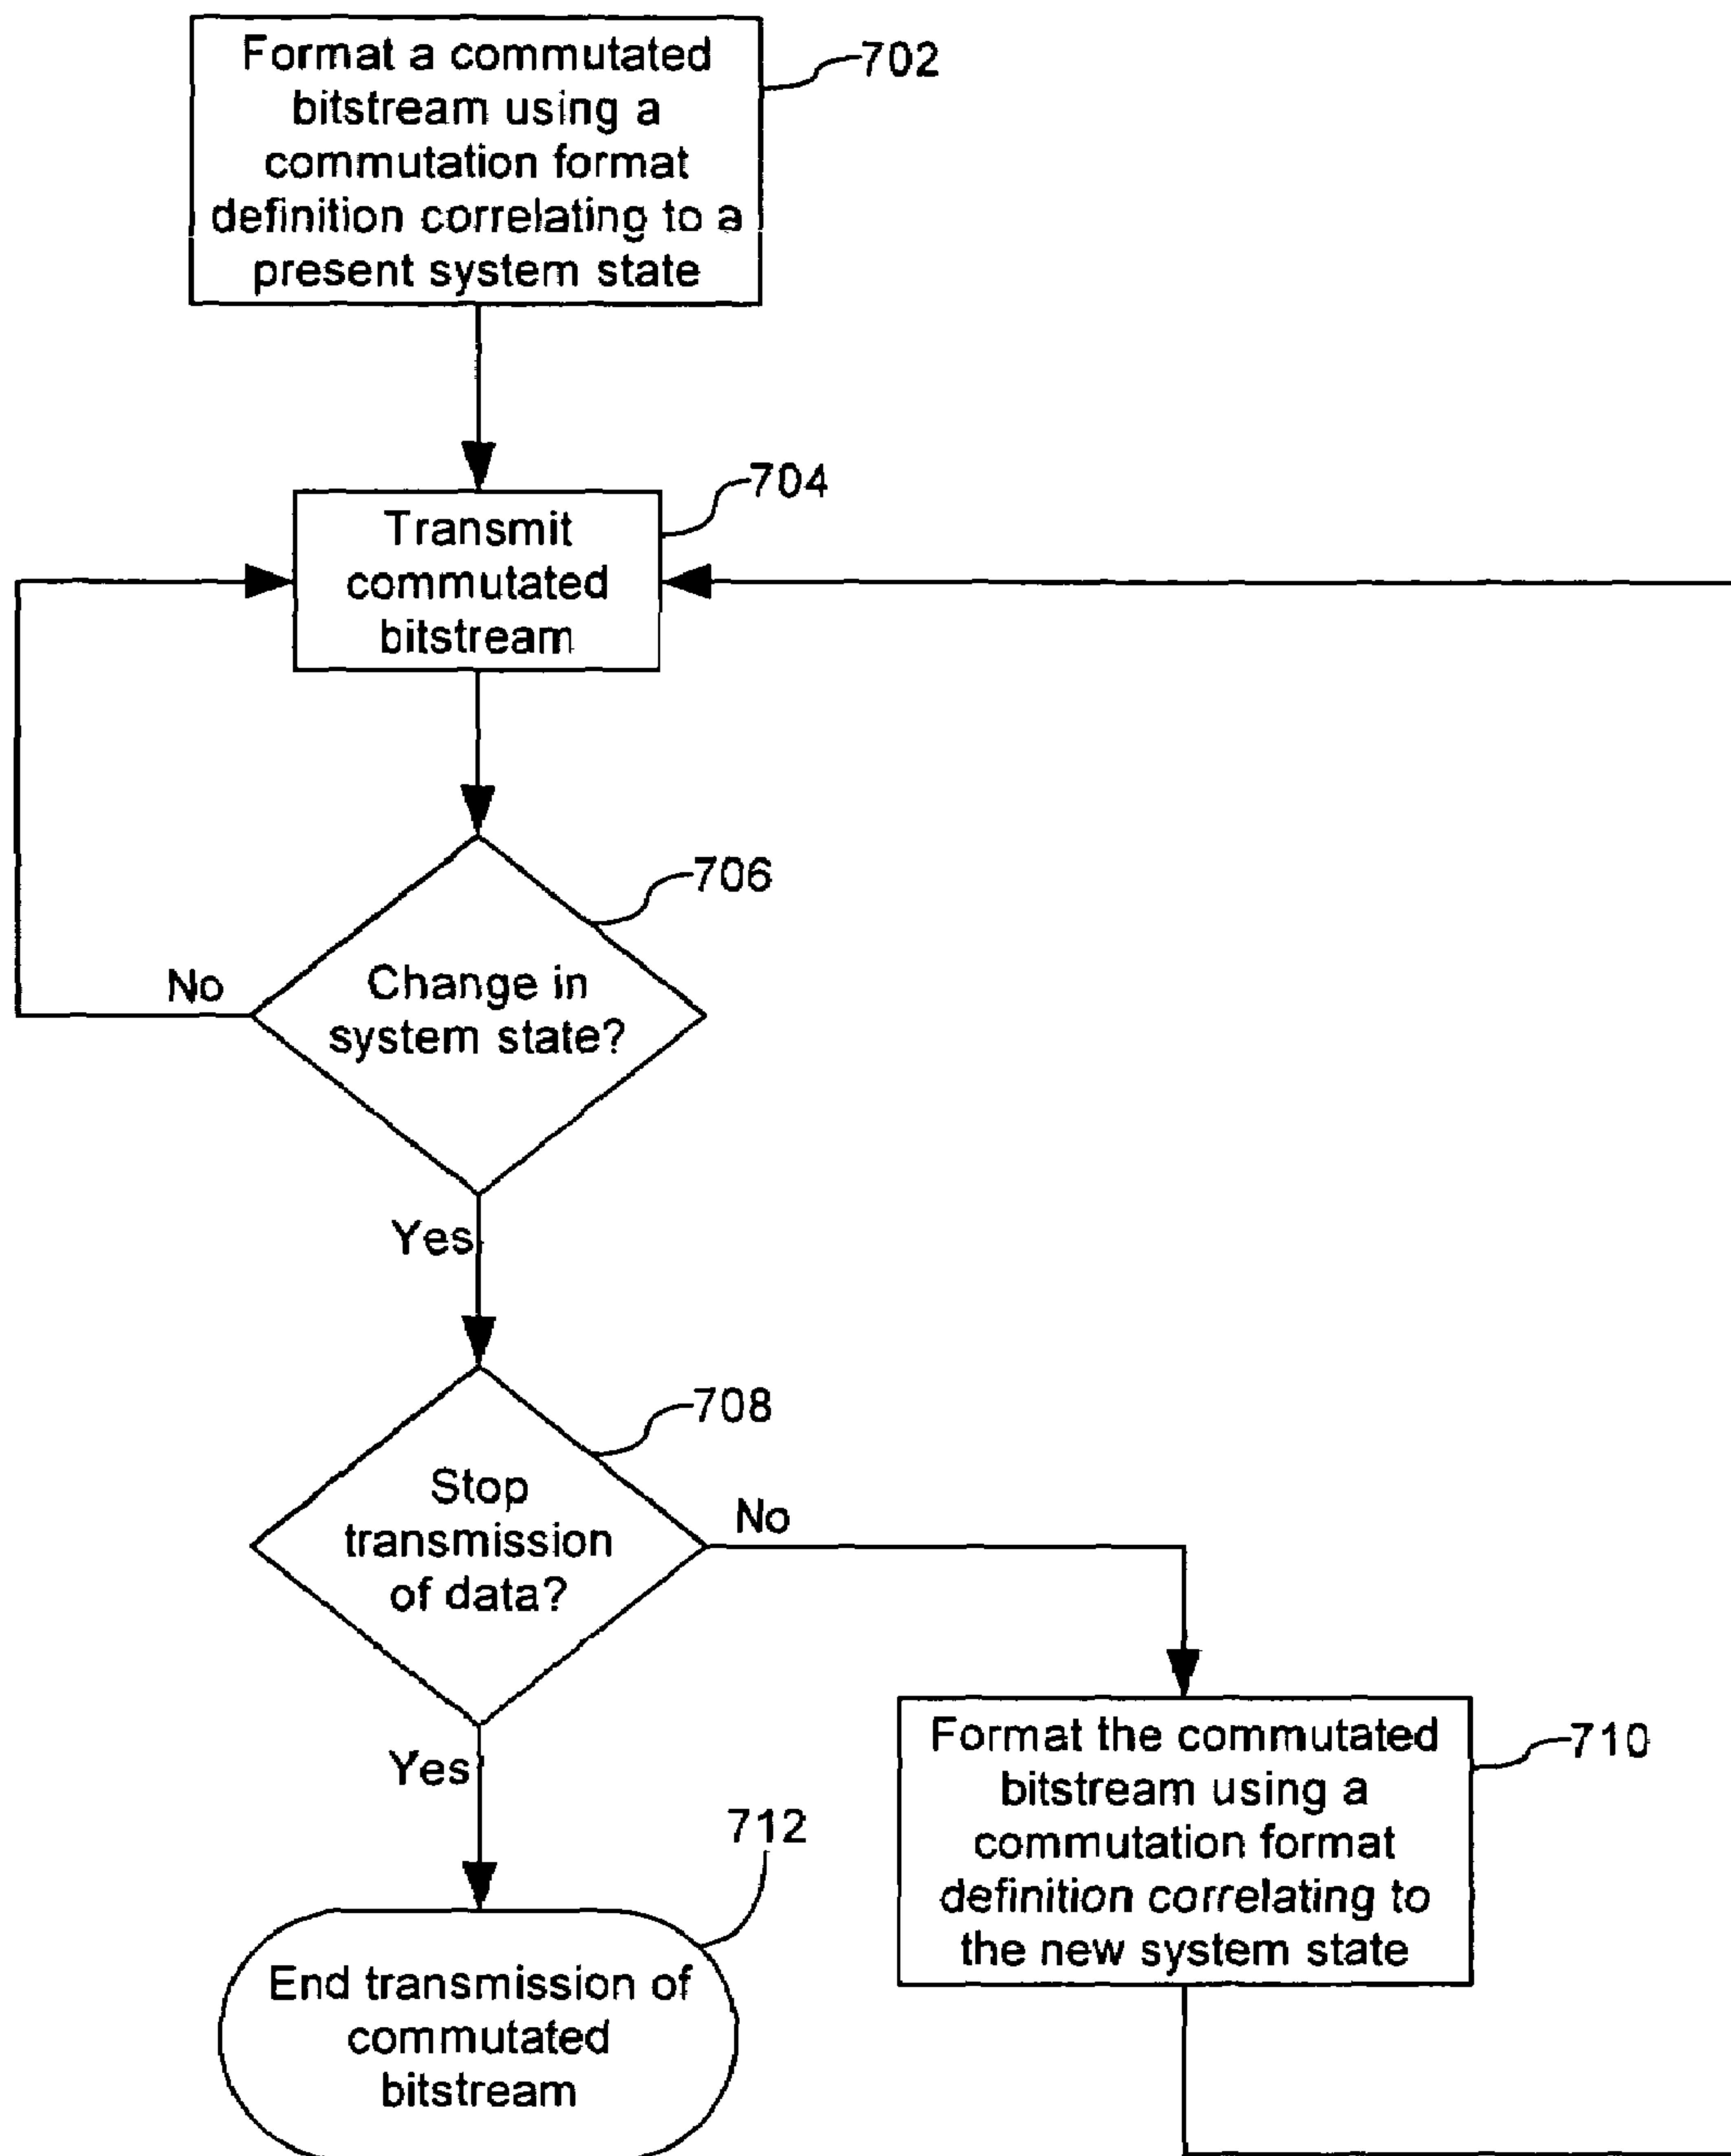 Format a commutated
bitstream using a
commutation format
definition correlating to a
present system state
702
Transmit
commutated
bitstream
704
Change in
system state?
706
No
Yes
Stop
transmission
of data?
708
No
Yes
Format the commutated
bitstream using a
commutation format
definition correlating to
the new system state
710
End transmission of
commutated
bitstream
712